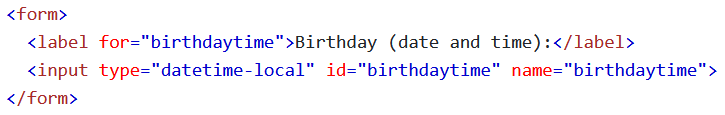 <form>
  <label for="birthdaytime">Birthday (date and time):</label>
  <input type="datetime-local" id="birthdaytime" name="birthdaytime">
</form>